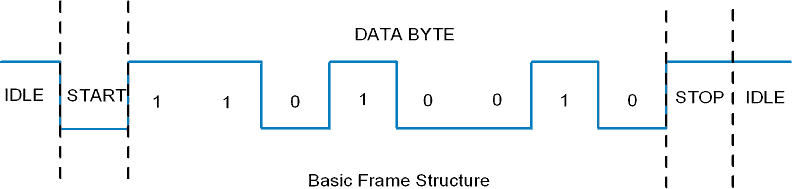 DATA BYTE
IDLE START 1 1 0 1 0 0 1 0 STOP IDLE
Basic Frame Structure